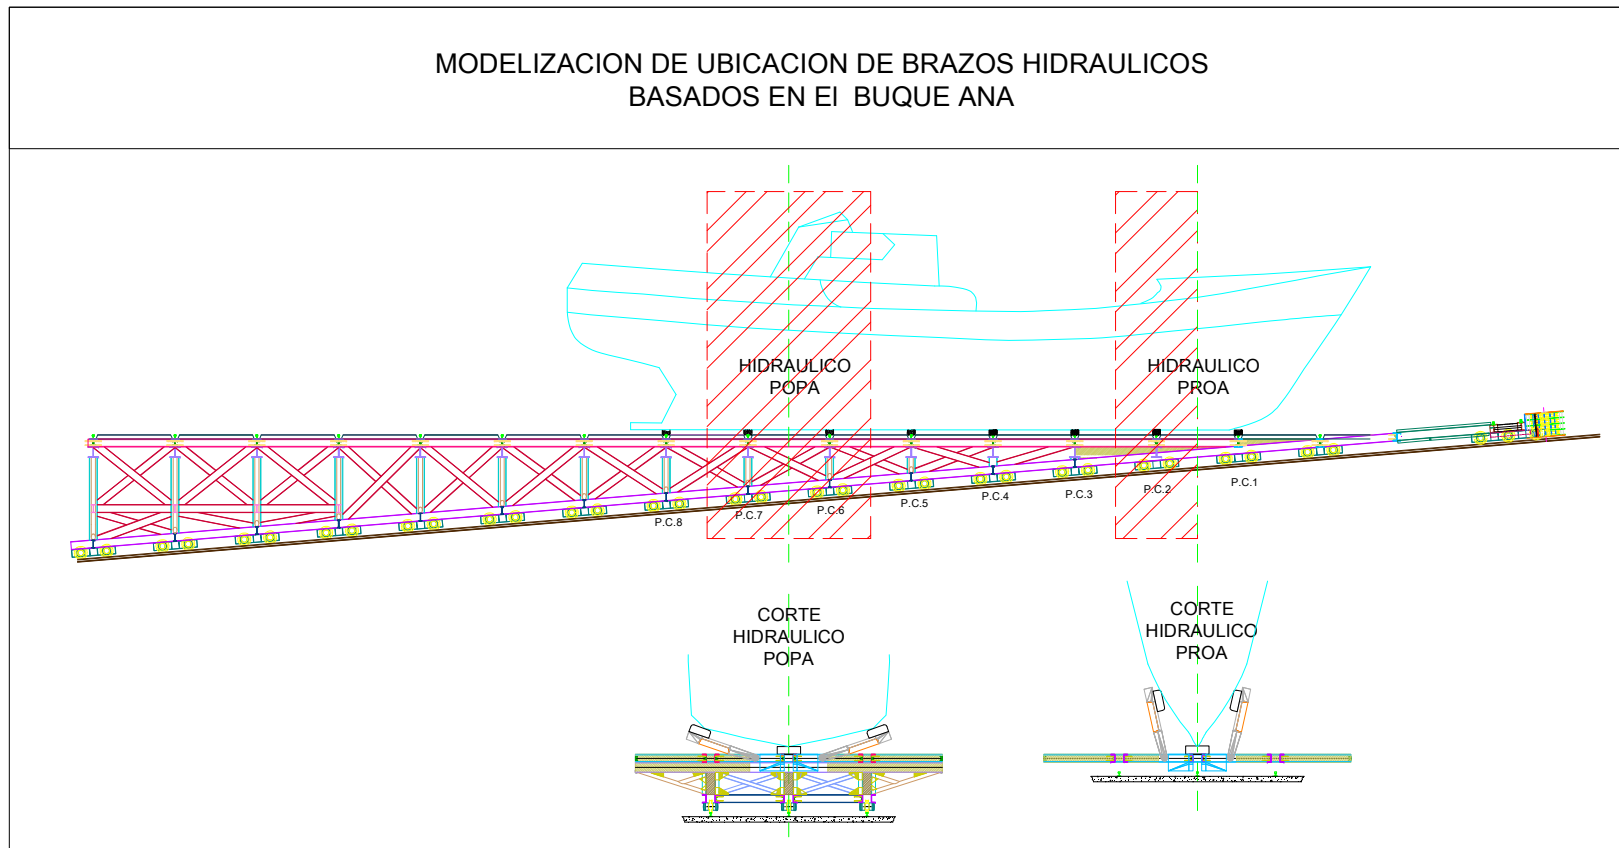 MODELIZACION DE UBICACION DE BRAZOS HIDRAULICOS
BASADOS EN El BUQUE ANA
HIDRAULICO
POPA
HIDRAULICO
PROA
P.C.8
P.C.7
P.C.6
P.C.5
P.C.4
P.C.3
P.C.2
P.C.1
CORTE
HIDRAULICO
POPA
CORTE
HIDRAULICO
PROA